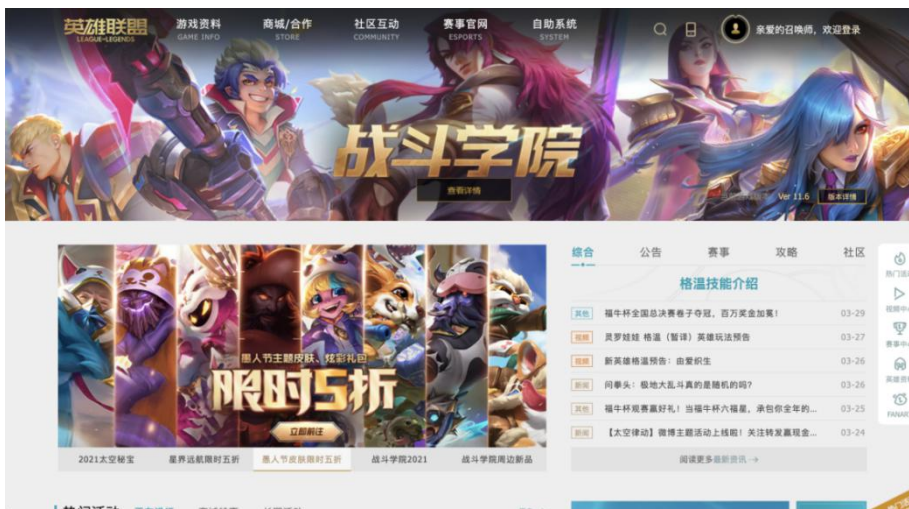 英雄联盟
LEAGUE-LEGENDS
游戏资料 商城/合作 社区互动 赛事官网 自助系统
GAME INFO STORE COMMUNITY ESPORTS SYSTEM
亲爱的召唤师，欢迎登录
战斗学院
查看详情
Ver 11.6 版本详情
愚人节主题皮肤、炫彩礼包
限时5折
立即前往
2021太空秘宝 星界远航限时五折 愚人节皮肤限时五折 战斗学院2021 战斗学院周边新品
综合 公告 赛事 攻略 社区
格温技能介绍
其他 福牛杯全国总决赛卷子夺冠，百万奖金加冕！ 03-29
视频 灵罗娃娃 格温（暂译）英雄玩法预告 03-27
视频 新英雄格温预告：由爱织生 03-26
新闻 问拳头：极地大乱斗真的是随机的吗？ 03-26
其他 福牛杯观赛赢好礼！当福牛杯六福星，承包你全年的... 03-25
新闻 【太空律动】微博主题活动上线啦！关注转发赢现金... 03-24
阅读更多最新资讯→
热门活
视频中心
赛事中心
英雄资
FANAR